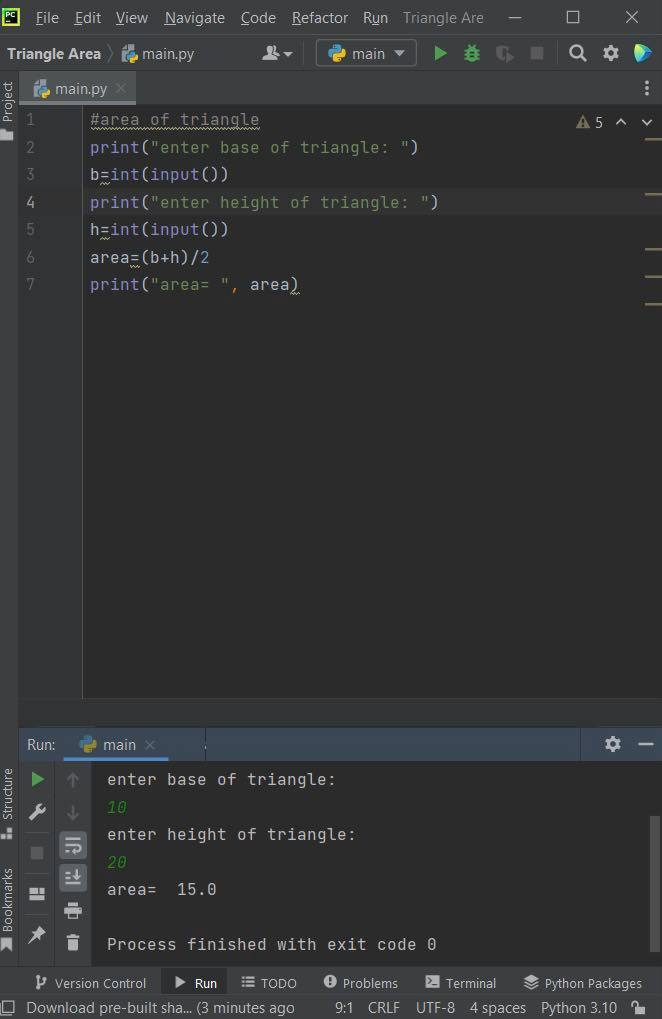 PC
File Edit View Navigate Code Refactor Run Triangle Are
Triangle Area main.py main
Project
main.py
1 #area of triangle
5
2 print("enter base of triangle: ")
3 b=int(input())
4 print("enter height of triangle: ")
5 h=int(input())
6 area=(b+h)/2
7 print("area= ", area)
Run: main
Structure
Bookmarks
enter base of triangle:
10
enter height of triangle:
20
area=  15.0
Process finished with exit code 0
Version Control Run TODO Problems Terminal Python Packages
Download pre-built sha... (3 minutes ago 9:1 CRLF UTF-8 4 spaces Python 3.10